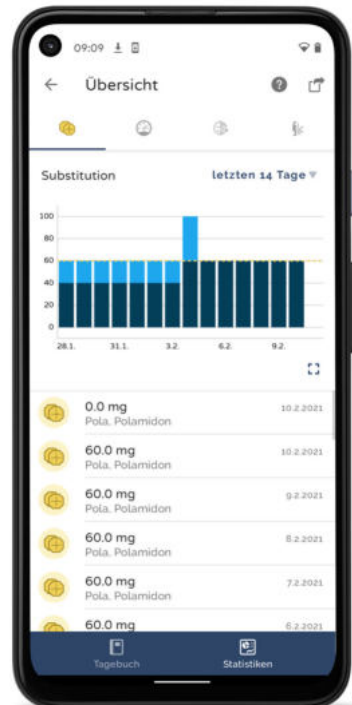 09:09
Übersicht
Substitution letzten 14 Tage
100
80
60
40
20
0
28.1. 31.1. 3.2. 6.2. 9.2.
0.0 mg 10.2.2021
Pola, Polamidon
60.0 mg 10.2.2021
Pola, Polamidon
60.0 mg 9.2.2021
Pola, Polamidon
60.0 mg 8.2.2021
Pola, Polamidon
60.0 mg 7.2.2021
Pola, Polamidon
60.0 mg 6.2.2021
Tagebuch Statistiken